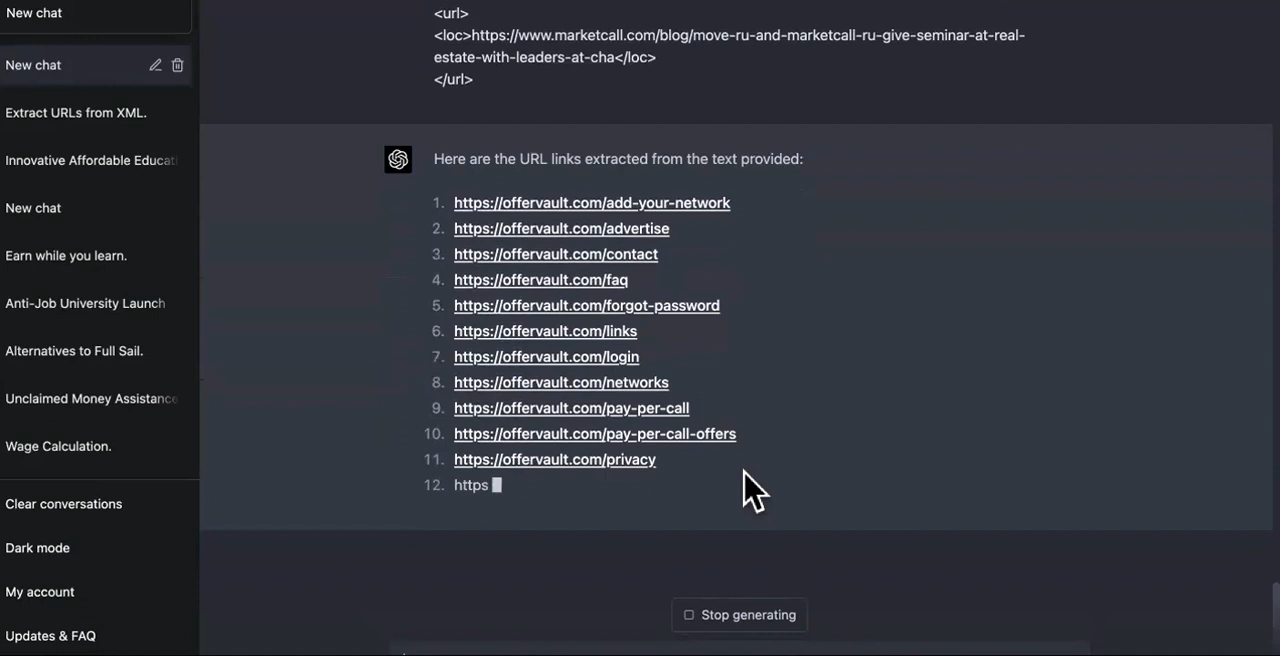 New chat
New chat
Extract URLs from XML.
Innovative Affordable Educati
New chat
Earn while you learn.
Anti-Job University Launch
Alternatives to Full Sail.
Unclaimed Money Assistance
Wage Calculation.
Clear conversations
Dark mode
My account
Updates & FAQ
<url>
<loc>https://www.marketcall.com/blog/move-ru-and-marketcall-ru-give-seminar-at-real-
estate-with-leaders-at-cha</loc>
</url>
Here are the URL links extracted from the text provided:
1. https://offervault.com/add-your-network
2. https://offervault.com/advertise
3. https://offervault.com/contact
4. https://offervault.com/faq
5. https://offervault.com/forgot-password
6. https://offervault.com/links
7. https://offervault.com/login
8. https://offervault.com/networks
9. https://offervault.com/pay-per-call
10. https://offervault.com/pay-per-call-offers
11. https://offervault.com/privacy
12. https
Stop generating